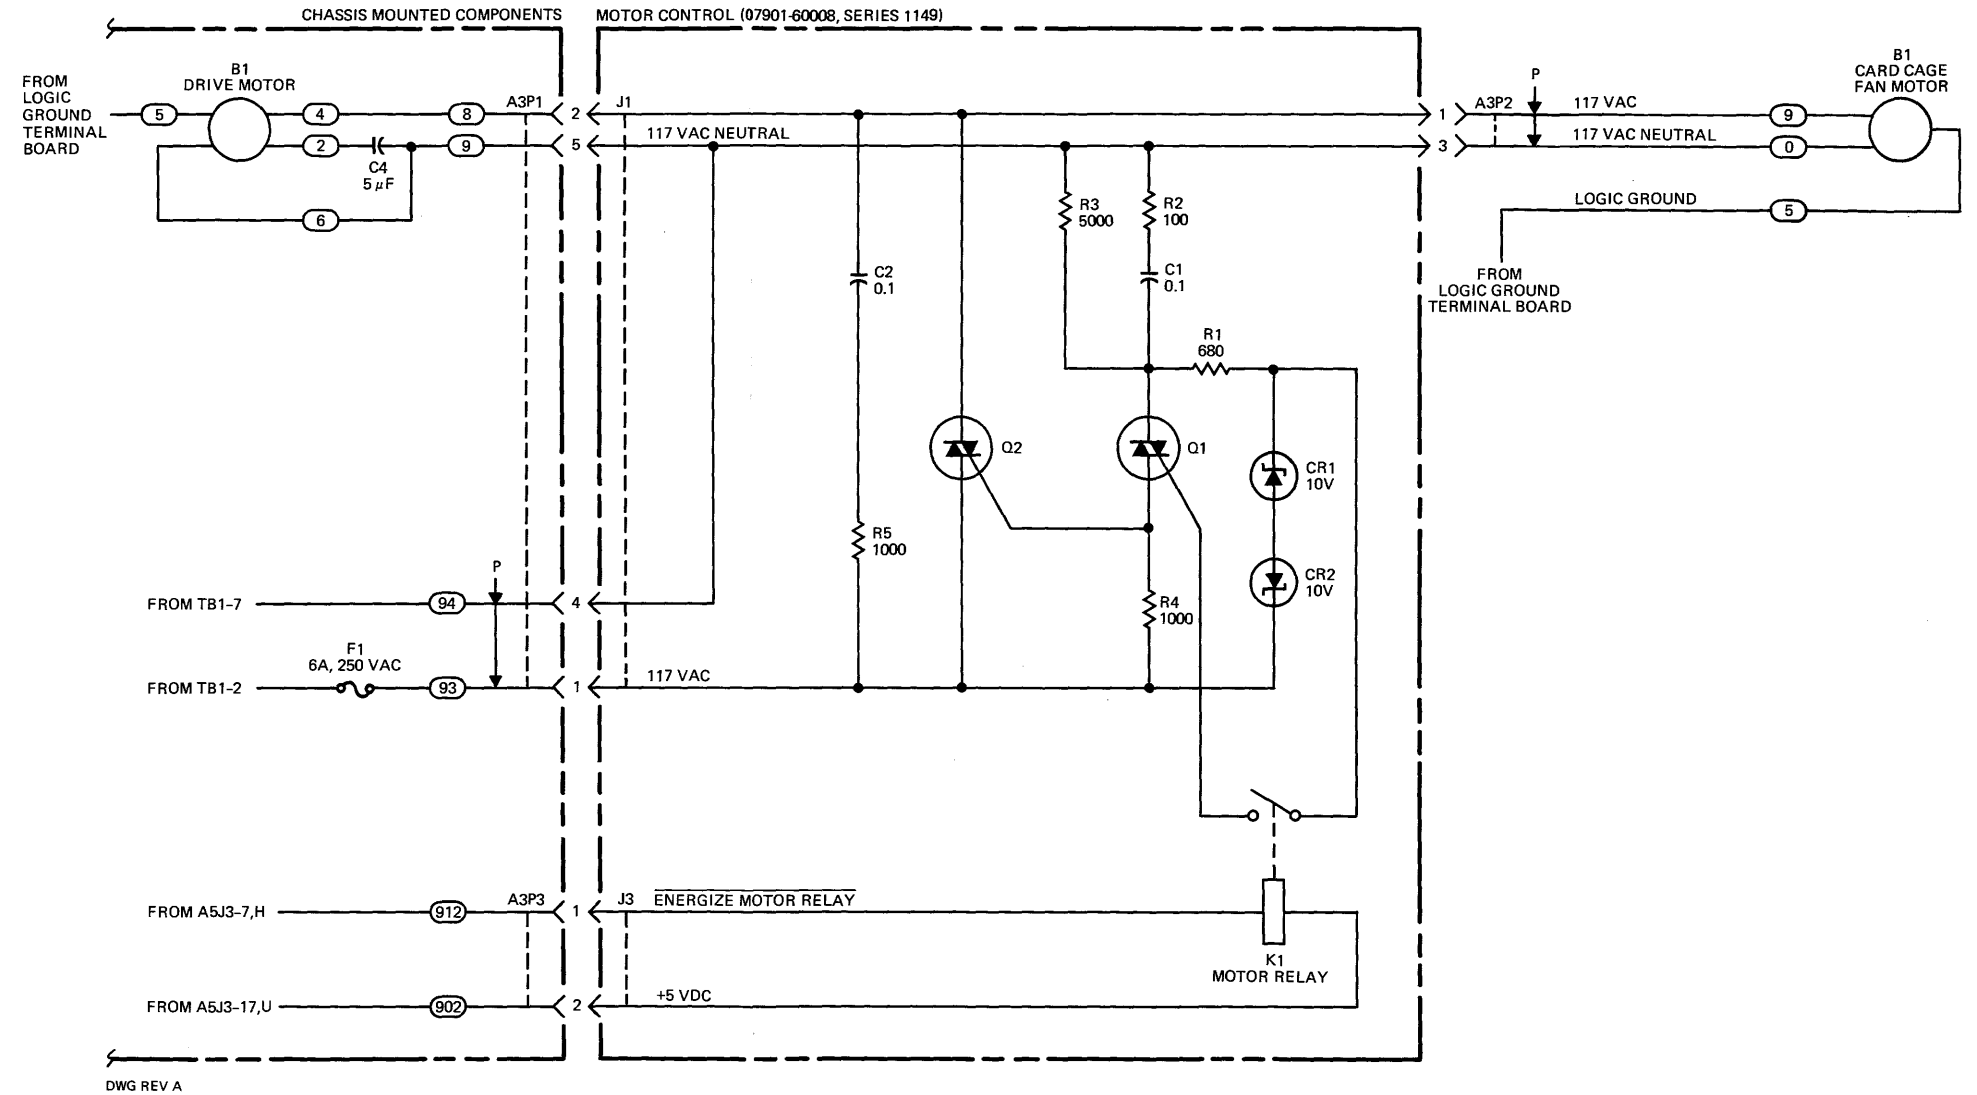 CHASSIS MOUNTED COMPONENTS
MOTOR CONTROL (07901-60008, SERIES 1149)
FROM
LOGIC
GROUND
TERMINAL
BOARD
5
B1
DRIVE MOTOR
4
8
A3P1
2
J1
2
C4
5 μF
9
5
117 VAC NEUTRAL
6
1
A3P2
P
117 VAC
9
B1
CARD CAGE
FAN MOTOR
3
117 VAC NEUTRAL
0
LOGIC GROUND
5
FROM
LOGIC GROUND
TERMINAL BOARD
R3
5000
R2
100
C2
0.1
C1
0.1
R1
680
Q2
Q1
CR1
10V
R5
1000
CR2
10V
R4
1000
P
FROM TB1-7
94
4
F1
6A, 250 VAC
FROM TB1-2
93
1
117 VAC
FROM A5J3-7,H
912
A3P3
1
J3
ENERGIZE MOTOR RELAY
K1
MOTOR RELAY
FROM A5J3-17,U
902
2
+5 VDC
DWG REV A